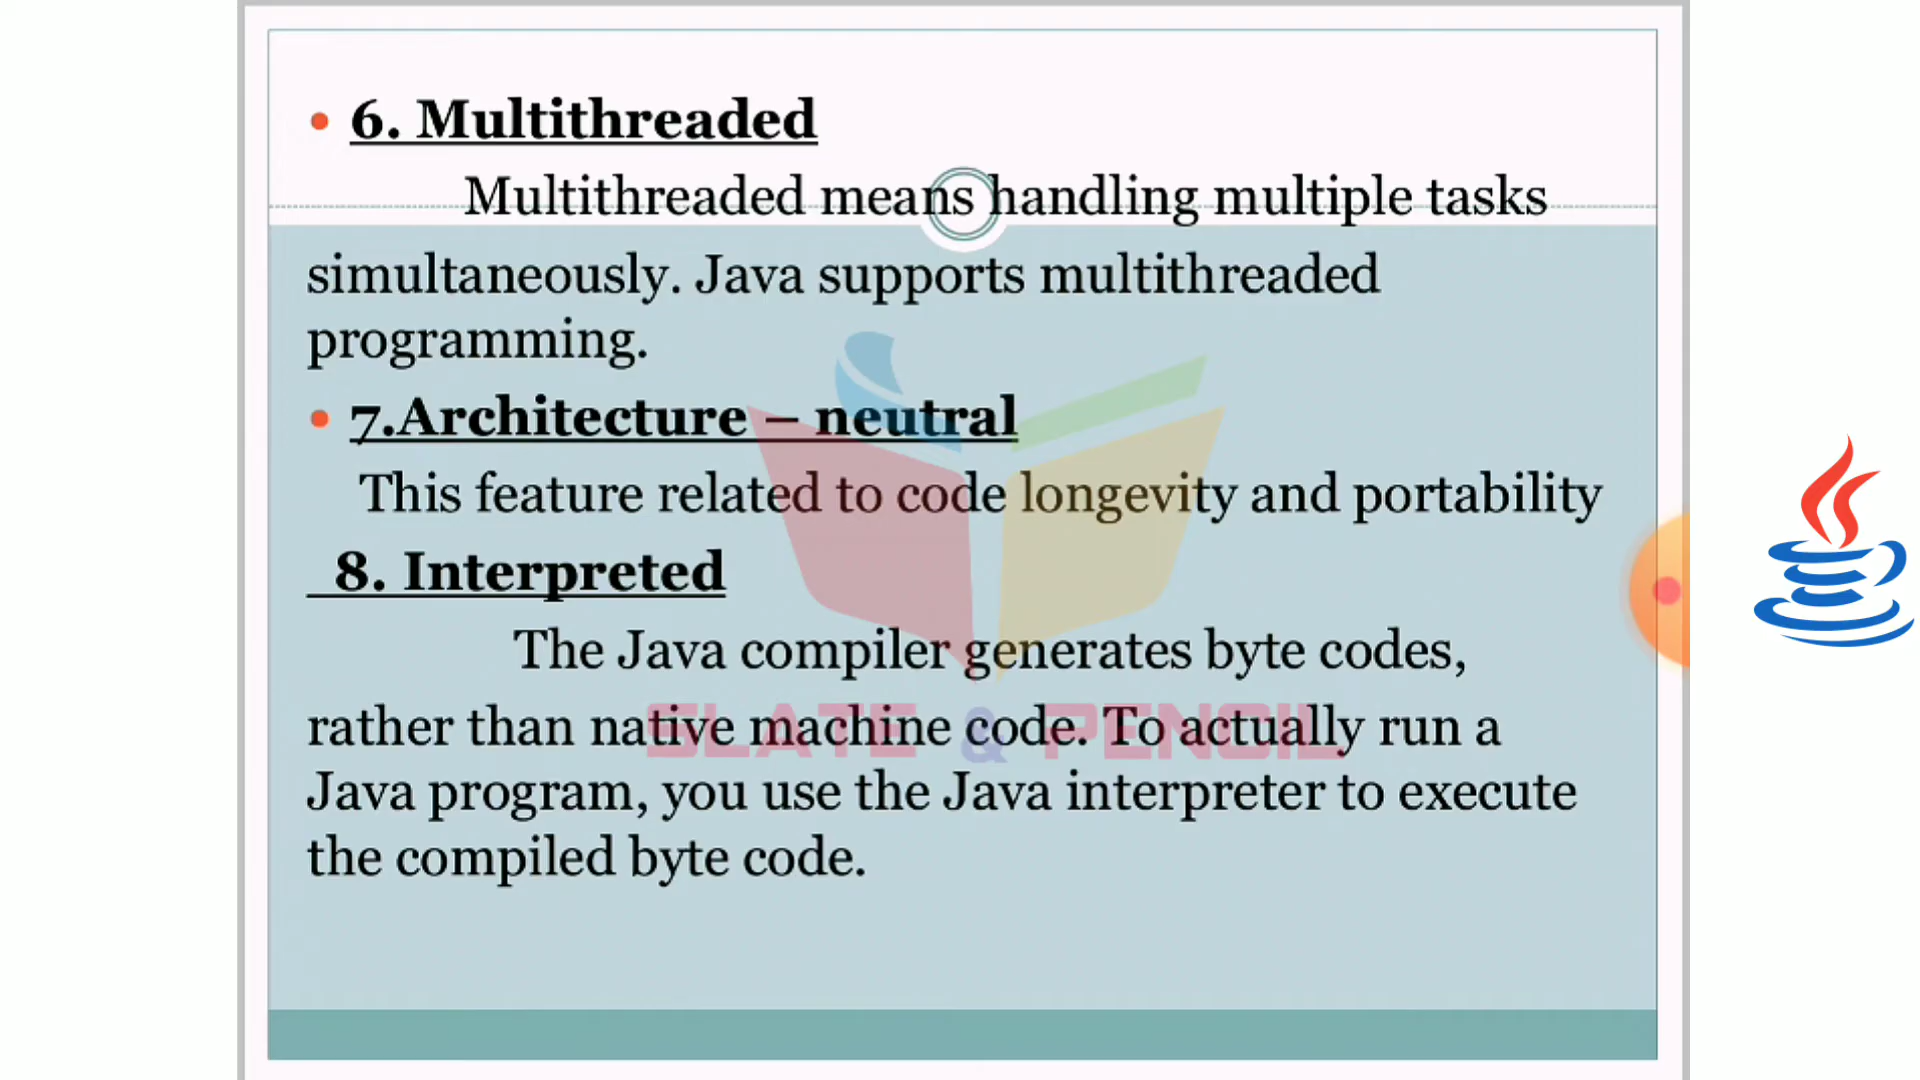 6. Multithreaded
Multithreaded means handling multiple tasks
simultaneously. Java supports multithreaded
programming.
7.Architecture – neutral
This feature related to code longevity and portability
8. Interpreted
The Java compiler generates byte codes,
rather than native machine code. To actually run a
Java program, you use the Java interpreter to execute
the compiled byte code.
SLATE & PENCIL